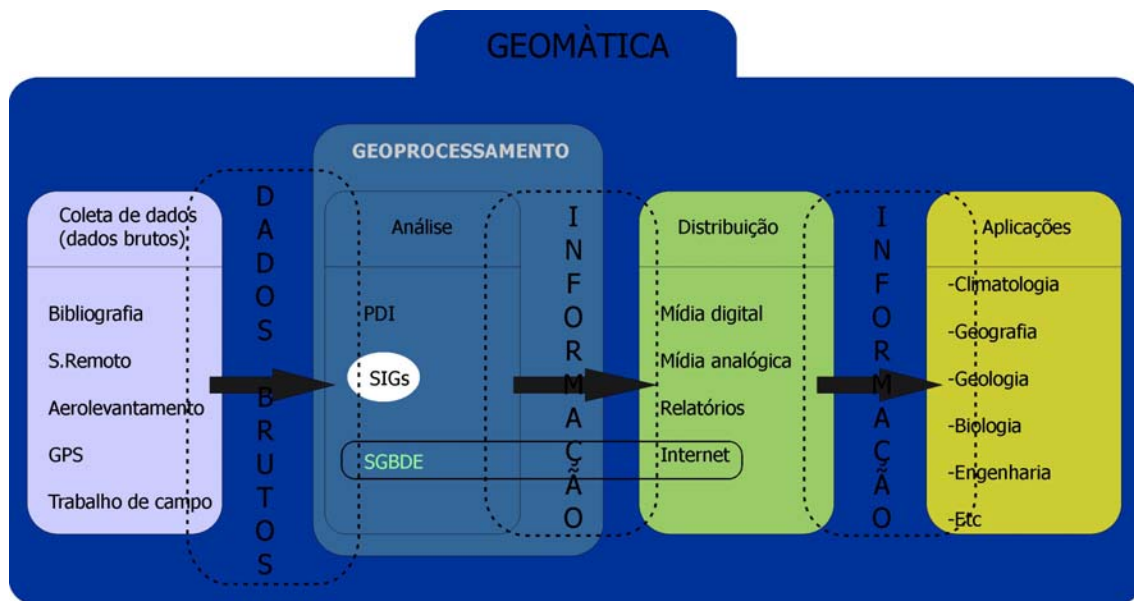 GEOMÀTICA
GEOPROCESSAMENTO
Coleta de dados
(dados brutos)
Bibliografia
S.Remoto
Aerolevantamento
GPS
Trabalho de campo
DADOS BRUTOS
Análise
PDI
SIGs
SGBDE
INFORMAÇÃO
Distribuição
Mídia digital
Mídia analógica
Relatórios
Internet
INFORMAÇÃO
Aplicações
-Climatologia
-Geografia
-Geologia
-Biologia
-Engenharia
-Etc